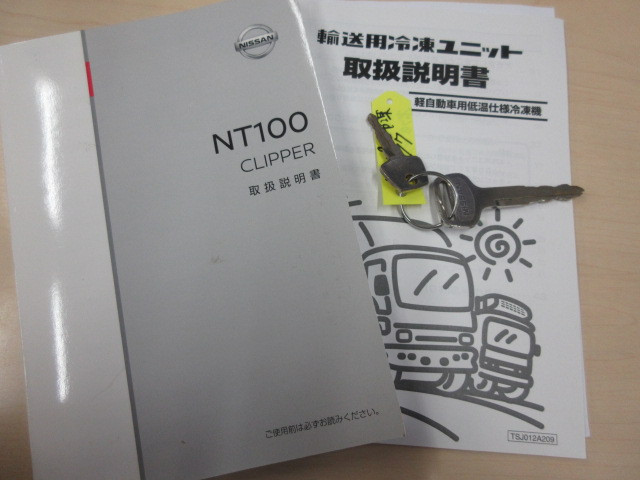 NISSAN
NT100
CLIPPER
取扱説明書
ご使用前は必ずお読みください。
輸送用冷凍ユニット
取扱説明書
軽自動車用低温仕様冷凍機
TSJ012A209